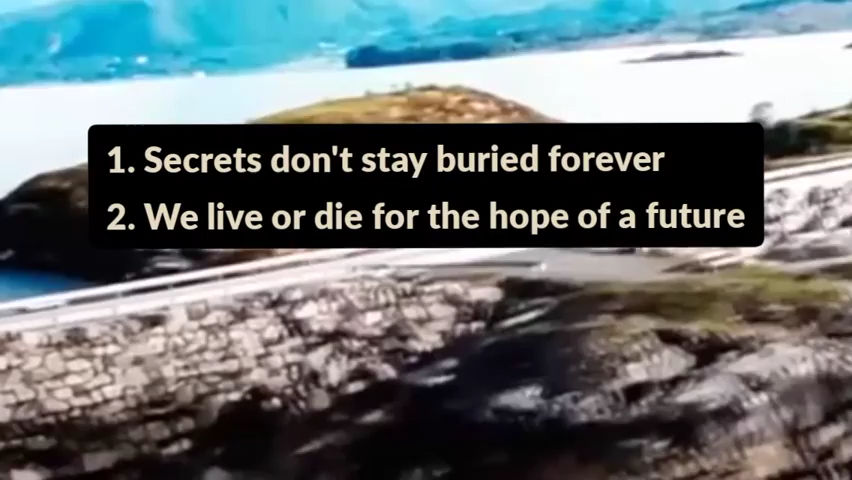 1. Secrets don't stay buried forever
2. We live or die for the hope of a future